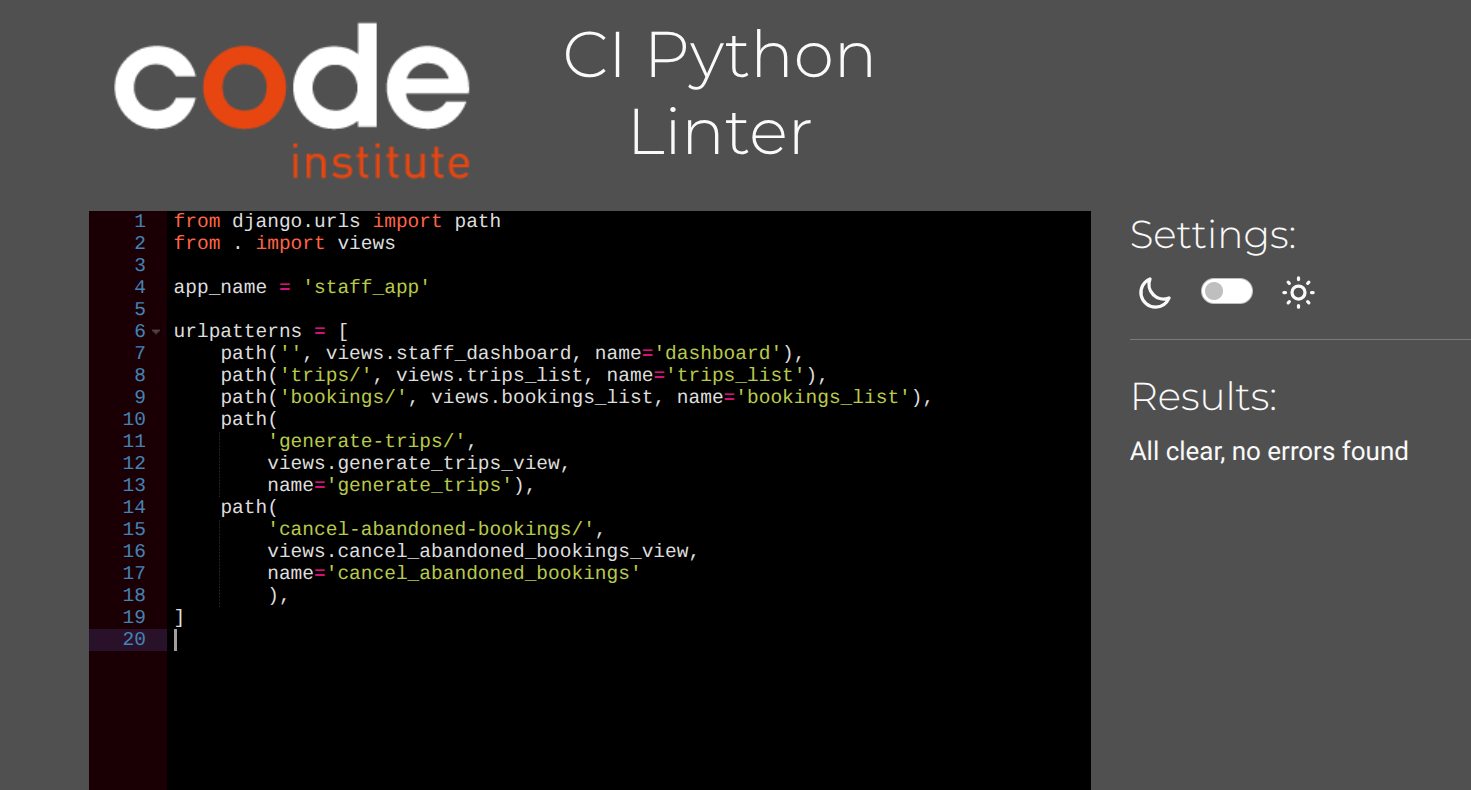 code
institute
CI Python
Linter
1 from django.urls import path
2 from . import views
3
4 app_name = 'staff_app'
5
6 urlpatterns = [
7     path('', views.staff_dashboard, name='dashboard'),
8     path('trips/', views.trips_list, name='trips_list'),
9     path('bookings/', views.bookings_list, name='bookings_list'),
10     path(
11         'generate-trips/',
12         views.generate_trips_view,
13         name='generate_trips'),
14     path(
15         'cancel-abandoned-bookings/',
16         views.cancel_abandoned_bookings_view,
17         name='cancel_abandoned_bookings'
18         ),
19 ]
20
Settings:
Results:
All clear, no errors found